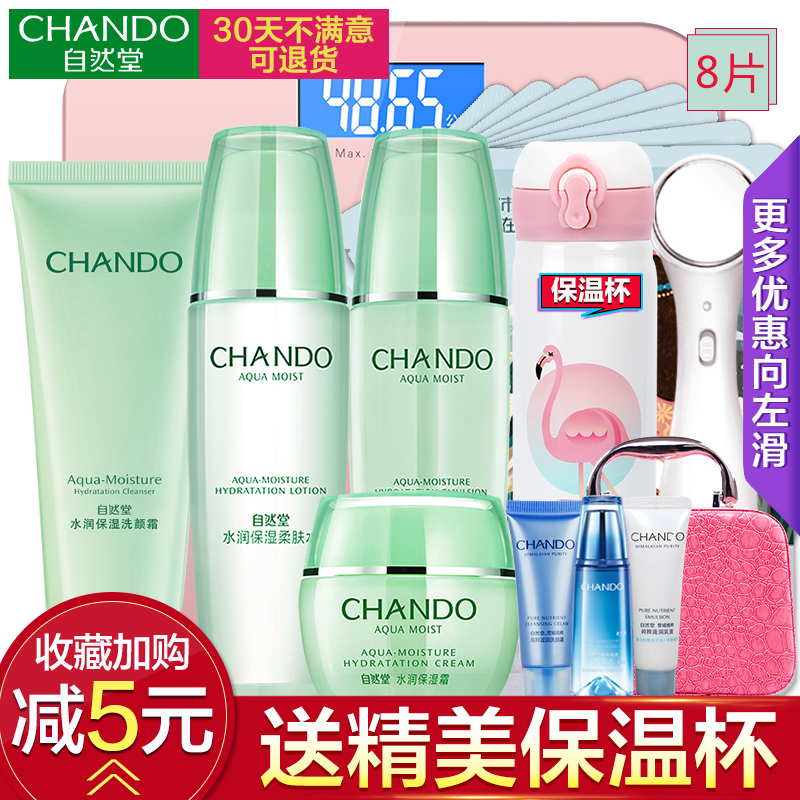 CHANDO
自然堂
30天不满意
可退货
48.65
Max.
8片
更多优惠向左滑
CHANDO
Aqua-Moisture
Hydratation Cleanser
自然堂
水润保湿洗颜霜
CHANDO
AQUA MOIST
AQUA-MOISTURE
HYDRATATION LOTION
自然堂
水润保湿柔肤水
CHANDO
AQUA MOIST
AQUA-MOISTURE
HYDRATATION EMULSION
保温杯
CHANDO
AQUA MOIST
AQUA-MOISTURE
HYDRATATION CREAM
自然堂 水润保湿霜
CHANDO
HIMALAYAN PURITY
PURE NUTRIENT
CLEANSING CREAM
CHANDO
CHANDO
HIMALAYAN PURITY
PURE NUTRIENT
EMULSION
收藏加购
减5元
送精美保温杯